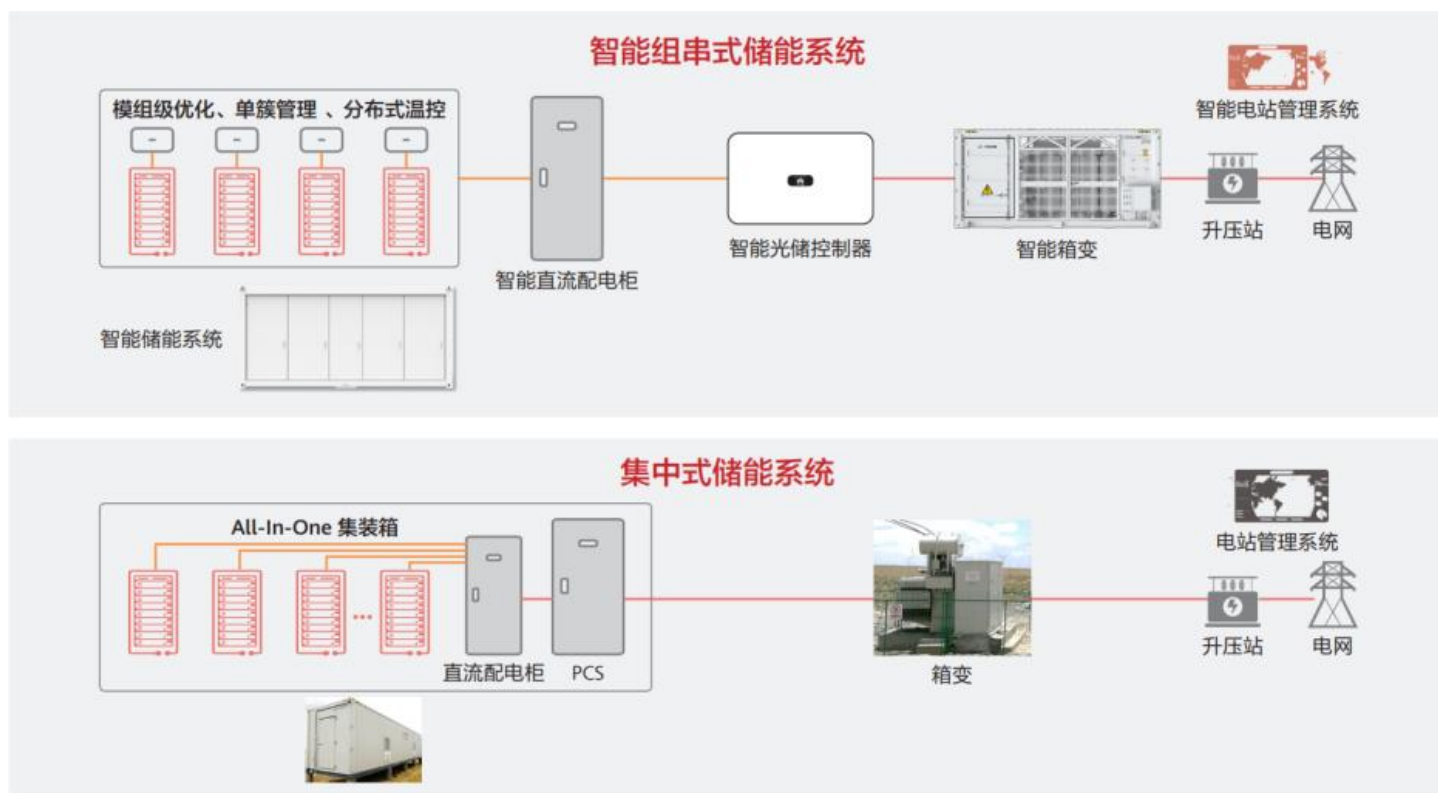 智能组串式储能系统
模组级优化、单簇管理 、分布式温控
智能电站管理系统
升压站
电网
智能光储控制器
智能箱变
智能直流配电柜
智能储能系统
集中式储能系统
All-In-One 集装箱
电站管理系统
直流配电柜
PCS
箱变
升压站
电网